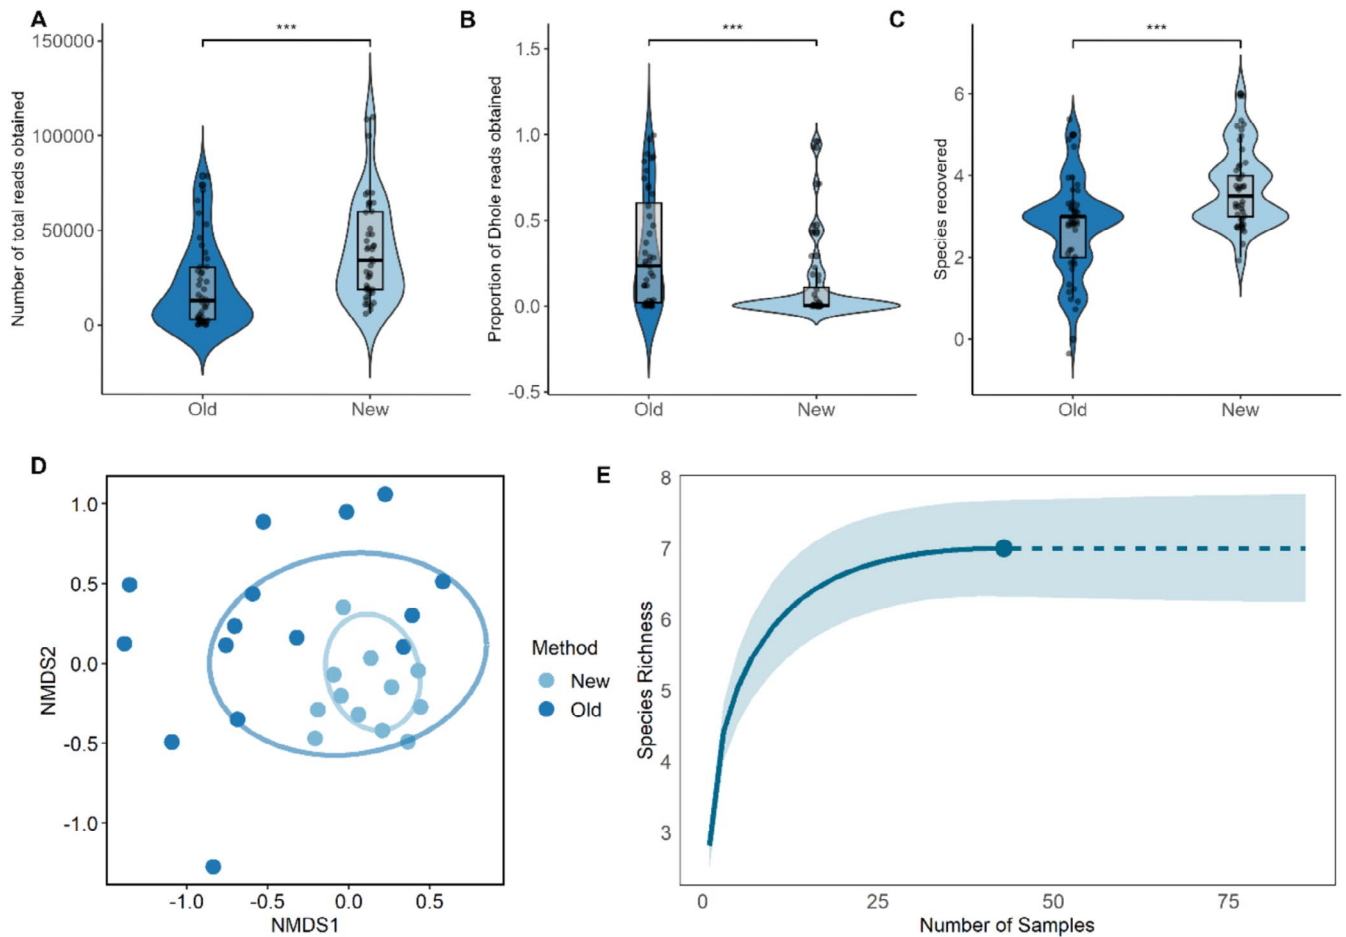 A
Number of total reads obtained
150000
100000
50000
0
***
Old
New
B
Proportion of Dhole reads obtained
1.5
1.0
0.5
0.0
-0.5
***
Old
New
C
Species recovered
6
4
2
0
***
Old
New
D
NMDS2
1.0
0.5
0.0
-0.5
-1.0
-1.0
-0.5
0.0
0.5
NMDS1
Method
New
Old
E
Species Richness
8
7
6
5
4
3
0
25
50
75
Number of Samples